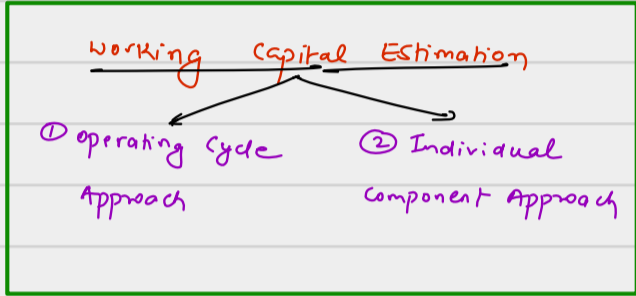 Working Capital Estimation
① Operating Cycle Approach
② Individual Component Approach